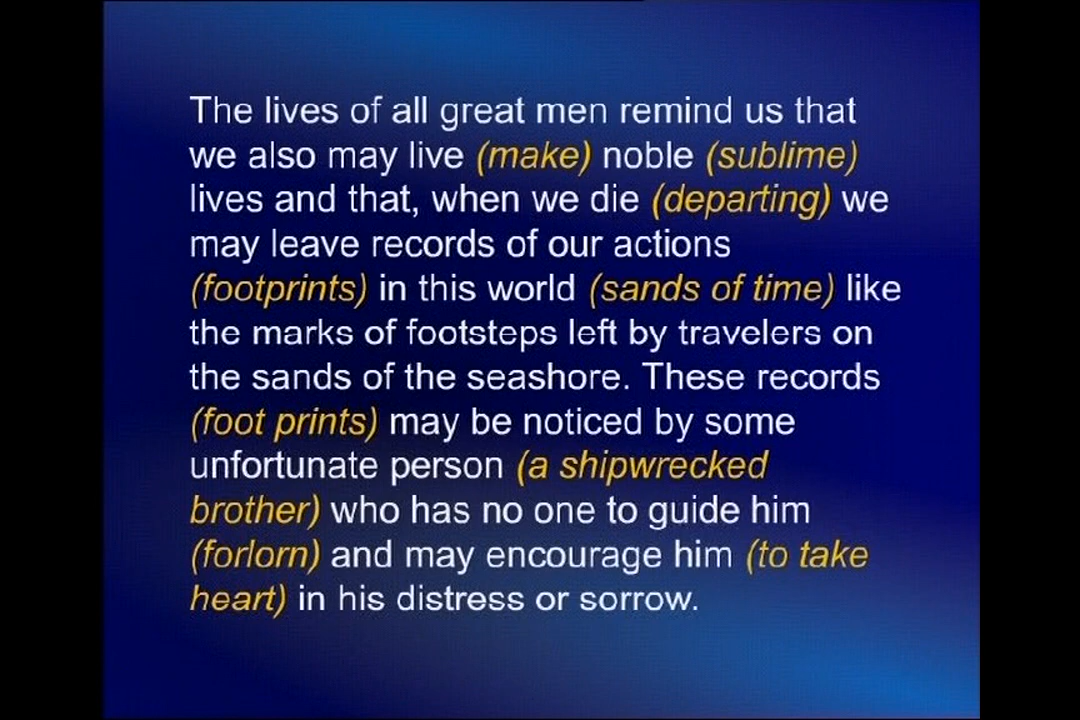 The lives of all great men remind us that
we also may live (make) noble (sublime)
lives and that, when we die (departing) we
may leave records of our actions
(footprints) in this world (sands of time) like
the marks of footsteps left by travelers on
the sands of the seashore. These records
(foot prints) may be noticed by some
unfortunate person (a shipwrecked
brother) who has no one to guide him
(forlorn) and may encourage him (to take
heart) in his distress or sorrow.